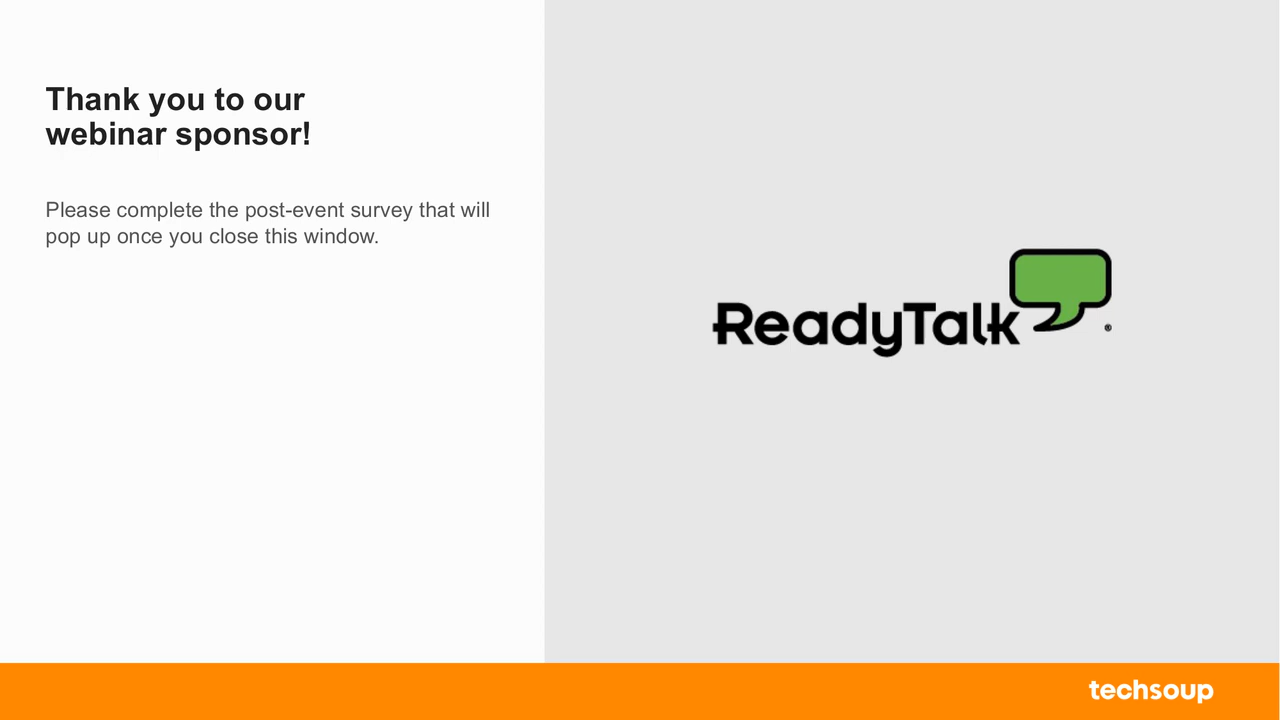 Thank you to our
webinar sponsor!
Please complete the post-event survey that will
pop up once you close this window.
ReadyTalk®
techsoup